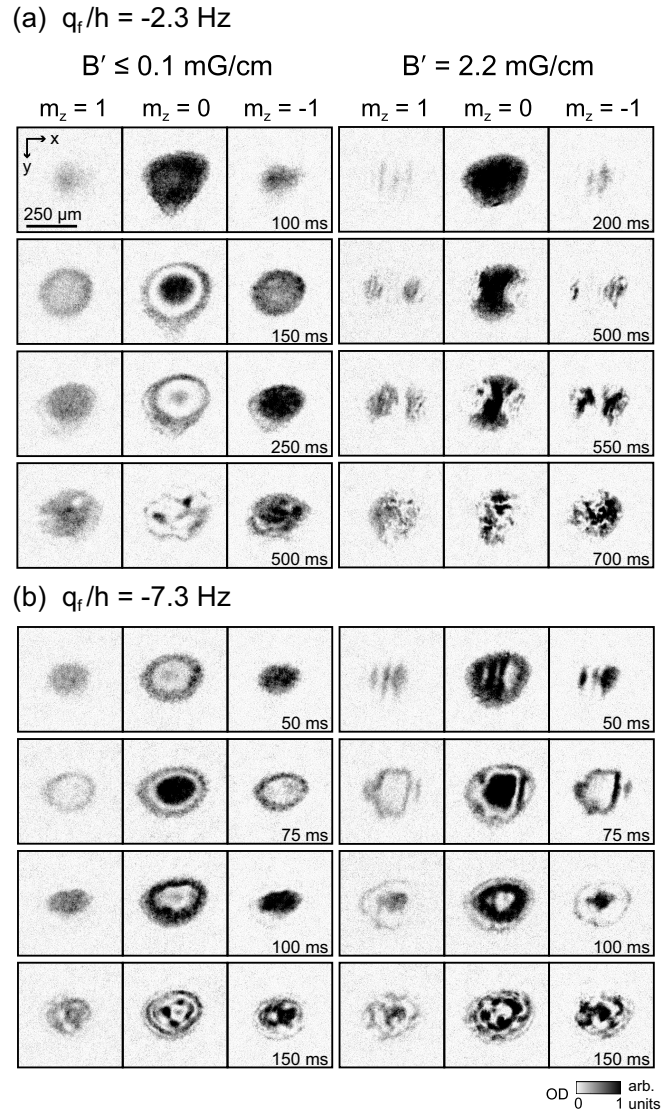 (a) q_f/h = -2.3 Hz
B′ ≤ 0.1 mG/cm B′ = 2.2 mG/cm
m_z = 1 m_z = 0 m_z = -1 m_z = 1 m_z = 0 m_z = -1
x
y
250 µm
100 ms 200 ms
150 ms 500 ms
250 ms 550 ms
500 ms 700 ms
(b) q_f/h = -7.3 Hz
50 ms 50 ms
75 ms 75 ms
100 ms 100 ms
150 ms 150 ms
OD arb.
0 1 units